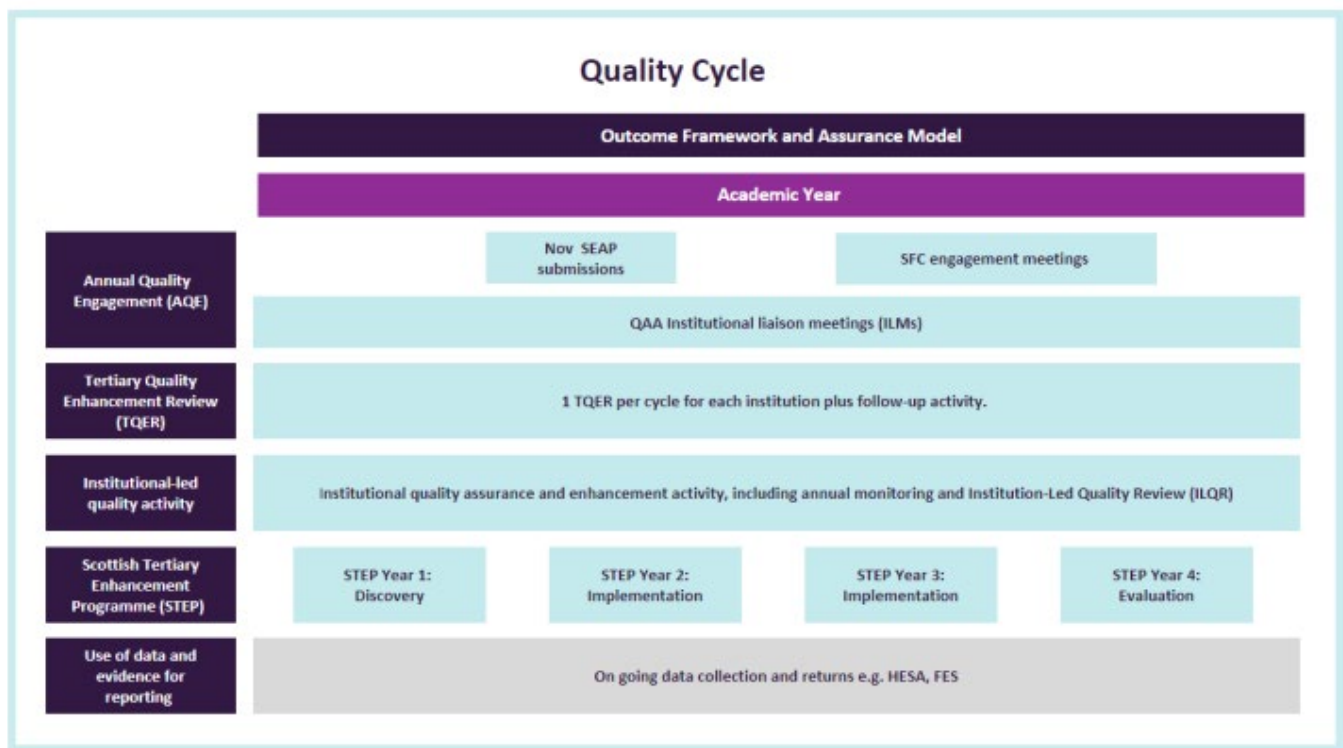 Quality Cycle
Outcome Framework and Assurance Model
Academic Year
Annual Quality
Engagement (AQE)
Nov SEAP
submissions
SFC engagement meetings
QAA Institutional liaison meetings (ILMs)
Tertiary Quality
Enhancement Review
(TQER)
1 TQER per cycle for each institution plus follow-up activity.
Institutional-led
quality activity
Institutional quality assurance and enhancement activity, including annual monitoring and Institution-Led Quality Review (ILQR)
Scottish Tertiary
Enhancement
Programme (STEP)
STEP Year 1:
Discovery
STEP Year 2:
Implementation
STEP Year 3:
Implementation
STEP Year 4:
Evaluation
Use of data and
evidence for
reporting
On going data collection and returns e.g. HESA, FES